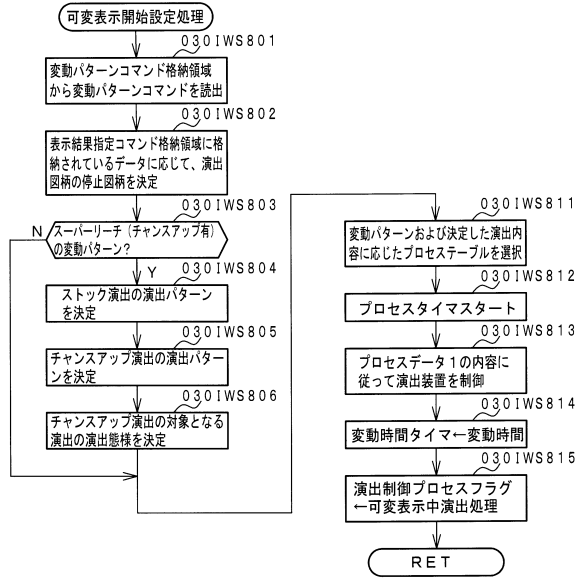 可変表示開始設定処理
030IWS801
変動パターンコマンド格納領域
から変動パターンコマンドを読出
030IWS802
表示結果指定コマンド格納領域に格
納されているデータに応じて、演出
図柄の停止図柄を決定
030IWS803
スーパーリーチ（チャンスアップ有）
の変動パターン？
N
Y
030IWS804
ストック演出の演出パターン
を決定
030IWS805
チャンスアップ演出の演出パター
ンを決定
030IWS806
チャンスアップ演出の対象となる
演出の演出態様を決定
030IWS811
変動パターンおよび決定した演出内
容に応じたプロセステーブルを選択
030IWS812
プロセスタイマスタート
030IWS813
プロセスデータ１の内容に
従って演出装置を制御
030IWS814
変動時間タイマ←変動時間
030IWS815
演出制御プロセスフラグ
←可変表示中演出処理
RET